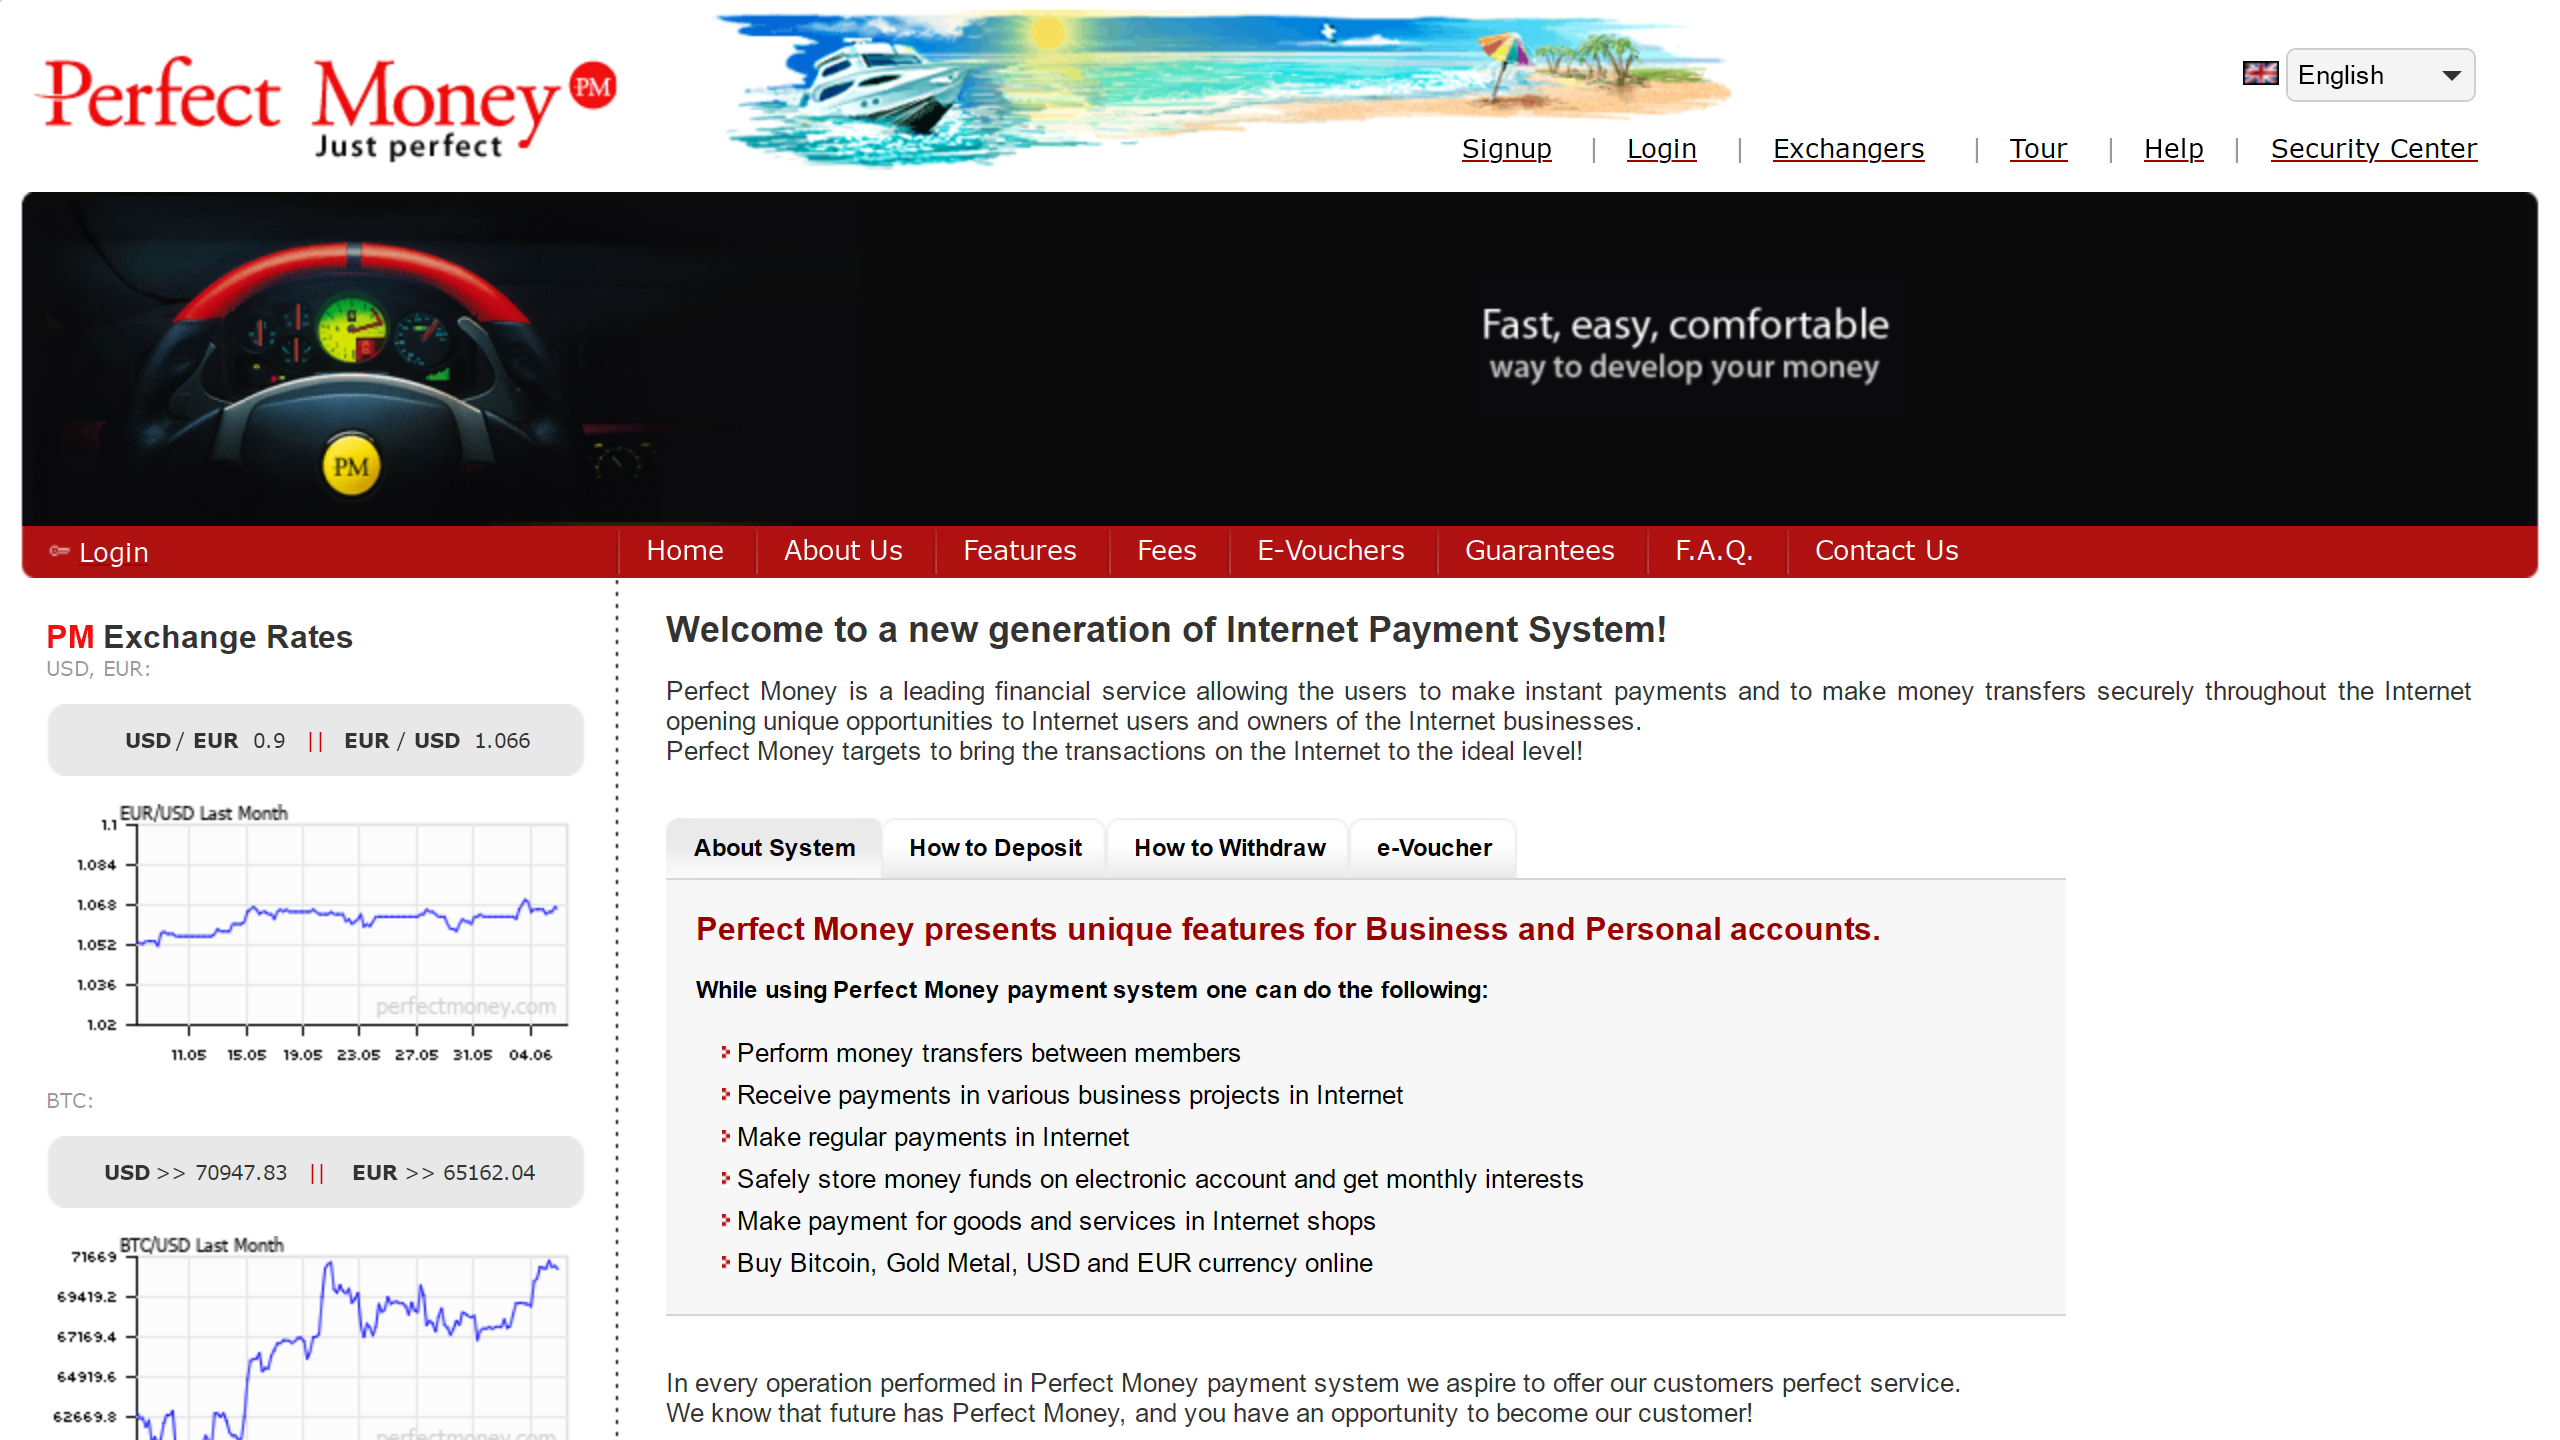 Perfect Money PM
Just perfect
English
Signup | Login | Exchangers | Tour | Help | Security Center
Fast, easy, comfortable
way to develop your money
PM
Login
Home
About Us
Features
Fees
E-Vouchers
Guarantees
F.A.Q.
Contact Us
PM Exchange Rates
USD, EUR:
USD / EUR 0.9 || EUR / USD 1.066
EUR/USD Last Month
1.1
1.084
1.068
1.052
1.036
1.02
perfectmoney.com
11.05 15.05 19.05 23.05 27.05 31.05 04.06
BTC:
USD >> 70947.83 || EUR >> 65162.04
BTC/USD Last Month
71669
69419.2
67169.4
64919.6
62669.8
perfectmoney.com
Welcome to a new generation of Internet Payment System!
Perfect Money is a leading financial service allowing the users to make instant payments and to make money transfers securely throughout the Internet
opening unique opportunities to Internet users and owners of the Internet businesses.
Perfect Money targets to bring the transactions on the Internet to the ideal level!
About System
How to Deposit
How to Withdraw
e-Voucher
Perfect Money presents unique features for Business and Personal accounts.
While using Perfect Money payment system one can do the following:
Perform money transfers between members
Receive payments in various business projects in Internet
Make regular payments in Internet
Safely store money funds on electronic account and get monthly interests
Make payment for goods and services in Internet shops
Buy Bitcoin, Gold Metal, USD and EUR currency online
In every operation performed in Perfect Money payment system we aspire to offer our customers perfect service.
We know that future has Perfect Money, and you have an opportunity to become our customer!